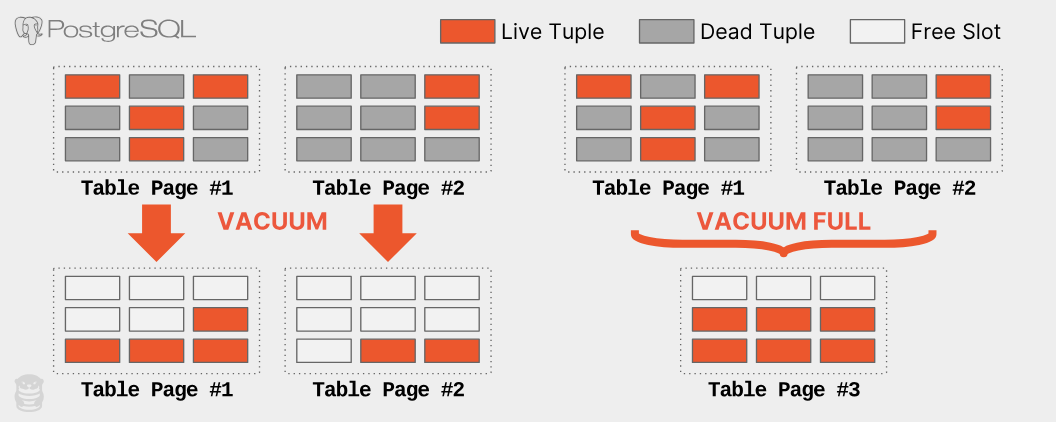 PostgreSQL
Live Tuple
Dead Tuple
Free Slot
Table Page #1
Table Page #2
Table Page #1
Table Page #2
VACUUM
VACUUM FULL
Table Page #1
Table Page #2
Table Page #3